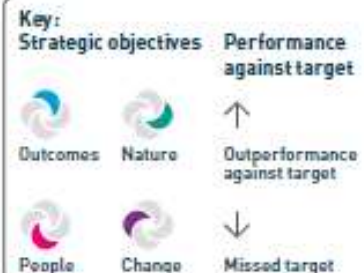 Key:
Strategic objectives
Performance
against target
Outcomes
Nature
Outperformance
against target
People
Change
Missed target